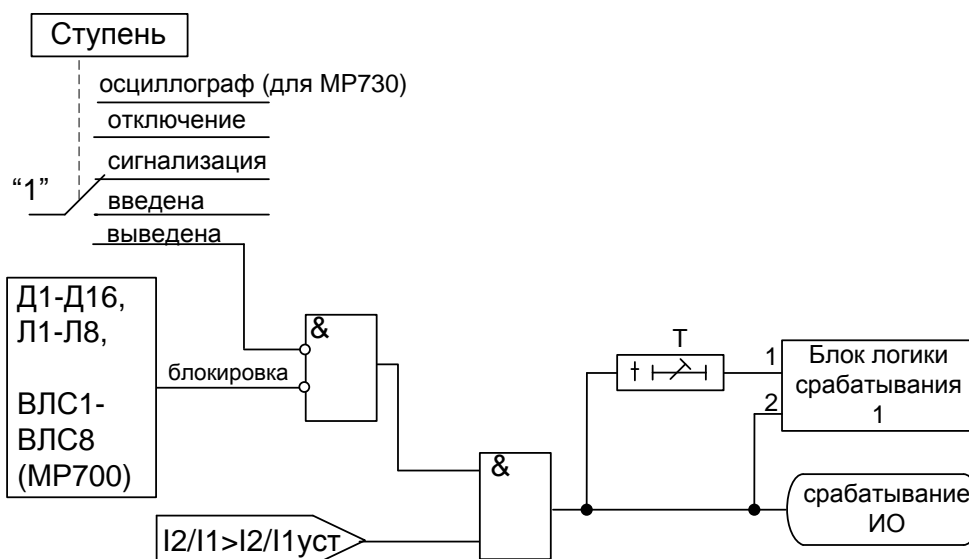 Ступень
осциллограф (для МР730)
отключение
сигнализация
“1”
введена
выведена
Д1-Д16,
Л1-Л8,
ВЛС1-
ВЛС8
(МР700)
блокировка
&
&
T
t
1
2
Блок логики
срабатывания
1
срабатывание
ИО
I2/I1>I2/I1уст